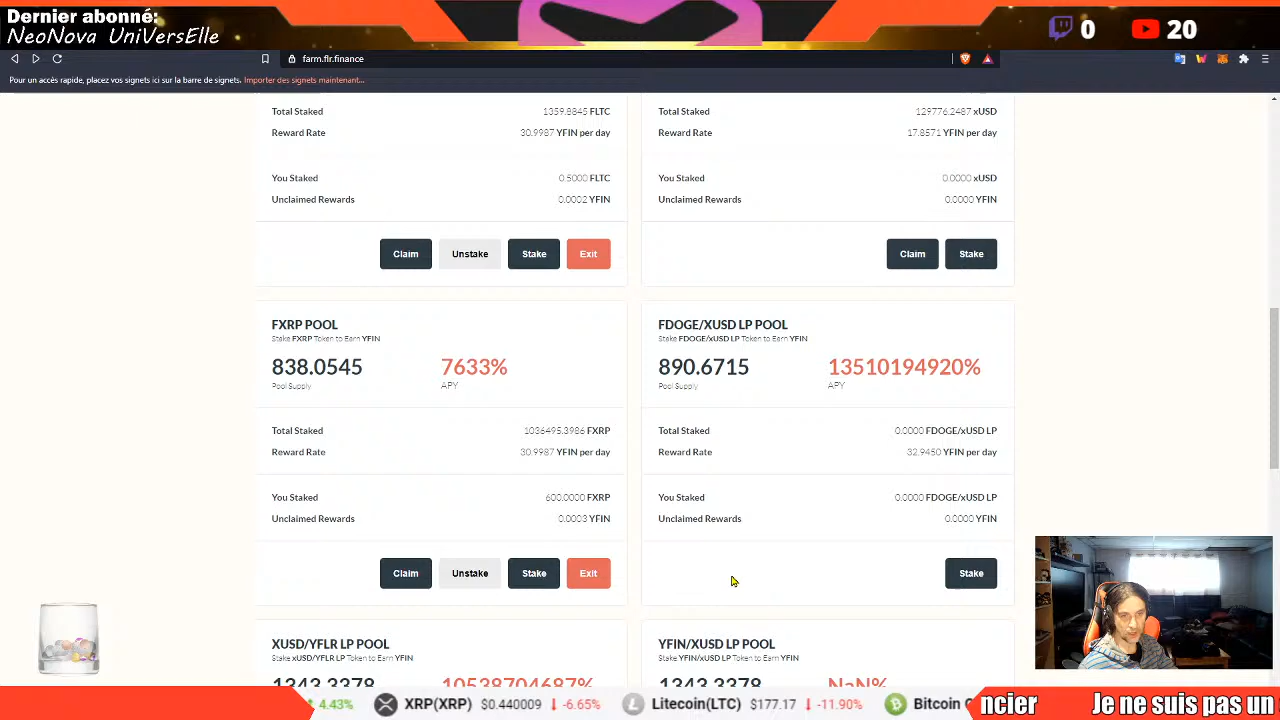 Dernier abonné:
NeoNova UniVersElle
0
20
farm.flr.finance
Pour un accès rapide, placez vos signets ici sur la barre de signets. Importer des signets maintenant...
Total Staked 1359.8845 FLTC
Reward Rate 30.9987 YFIN per day
You Staked 0.5000 FLTC
Unclaimed Rewards 0.0002 YFIN
Claim Unstake Stake Exit
Total Staked 129776.2487 xUSD
Reward Rate 17.8571 YFIN per day
You Staked 0.0000 xUSD
Unclaimed Rewards 0.0000 YFIN
Claim Stake
FXRP POOL
Stake FXRP Token to Earn YFIN
838.0545 7633%
Pool Supply APY
Total Staked 1036495.3986 FXRP
Reward Rate 30.9987 YFIN per day
You Staked 600.0000 FXRP
Unclaimed Rewards 0.0003 YFIN
Claim Unstake Stake Exit
FDOGE/XUSD LP POOL
Stake FDOGE/xUSD LP Token to Earn YFIN
890.6715 13510194920%
Pool Supply APY
Total Staked 0.0000 FDOGE/xUSD LP
Reward Rate 32.9450 YFIN per day
You Staked 0.0000 FDOGE/xUSD LP
Unclaimed Rewards 0.0000 YFIN
Stake
XUSD/YFLR LP POOL
Stake xUSD/YFLR LP Token to Earn YFIN
1343.3278 10538704687%
YFIN/XUSD LP POOL
Stake YFIN/xUSD LP Token to Earn YFIN
1343.3278 NaN%
4.43% XRP(XRP) $0.440009 -6.65% Litecoin(LTC) $177.17 -11.90% Bitcoin
ncier Je ne suis pas un